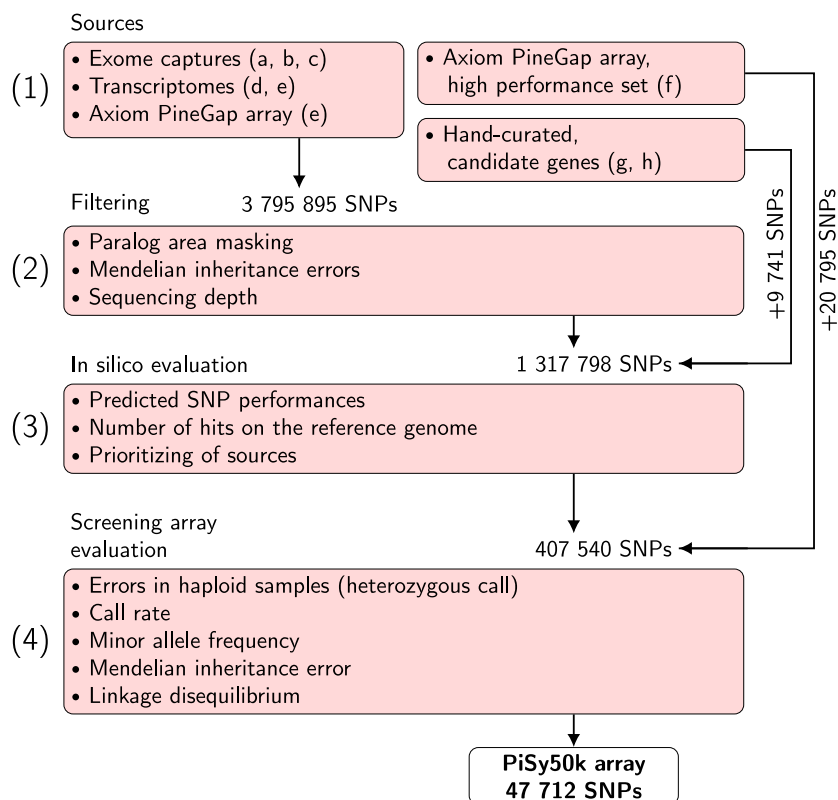 Sources
(1)
• Exome captures (a, b, c)
• Transcriptomes (d, e)
• Axiom PineGap array (e)
• Axiom PineGap array,
high performance set (f)
• Hand-curated,
candidate genes (g, h)
+9 741 SNPs
+20 795 SNPs
Filtering
3 795 895 SNPs
(2)
• Paralog area masking
• Mendelian inheritance errors
• Sequencing depth
In silico evaluation
1 317 798 SNPs
(3)
• Predicted SNP performances
• Number of hits on the reference genome
• Prioritizing of sources
Screening array
evaluation
407 540 SNPs
(4)
• Errors in haploid samples (heterozygous call)
• Call rate
• Minor allele frequency
• Mendelian inheritance error
• Linkage disequilibrium
PiSy50k array
47 712 SNPs